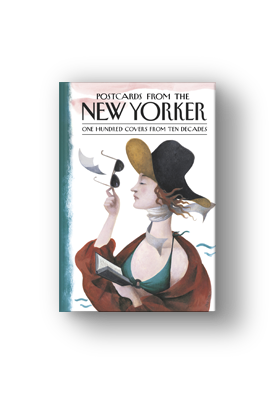 POSTCARDS FROM THE
NEW YORKER
ONE HUNDRED COVERS FROM TEN DECADES